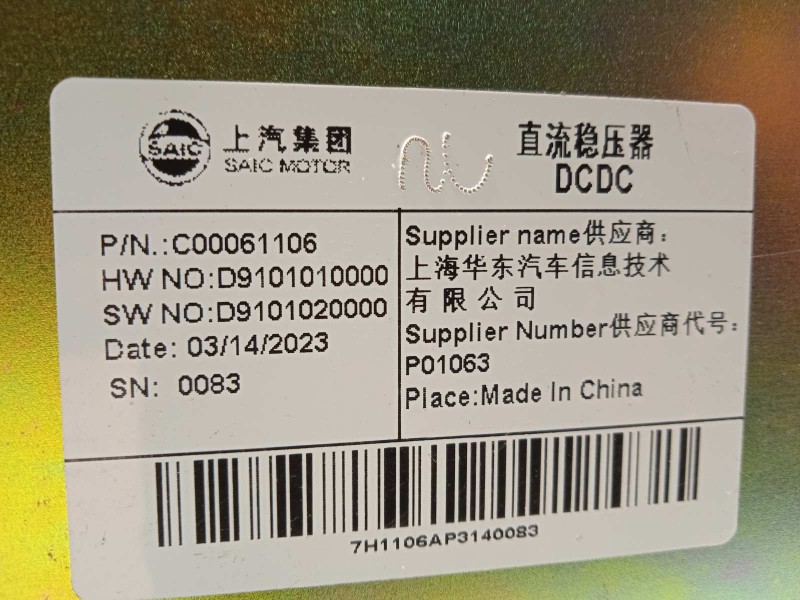 SAIC
上汽集团
SAIC MOTOR
直流稳压器
DCDC
P/N.:C00061106
HW NO:D9101010000
SW NO:D9101020000
Date: 03/14/2023
SN: 0083
Supplier name供应商:
上海华东汽车信息技术
有限公司
Supplier Number供应商代号:
P01063
Place:Made In China
7H1106AP3140083